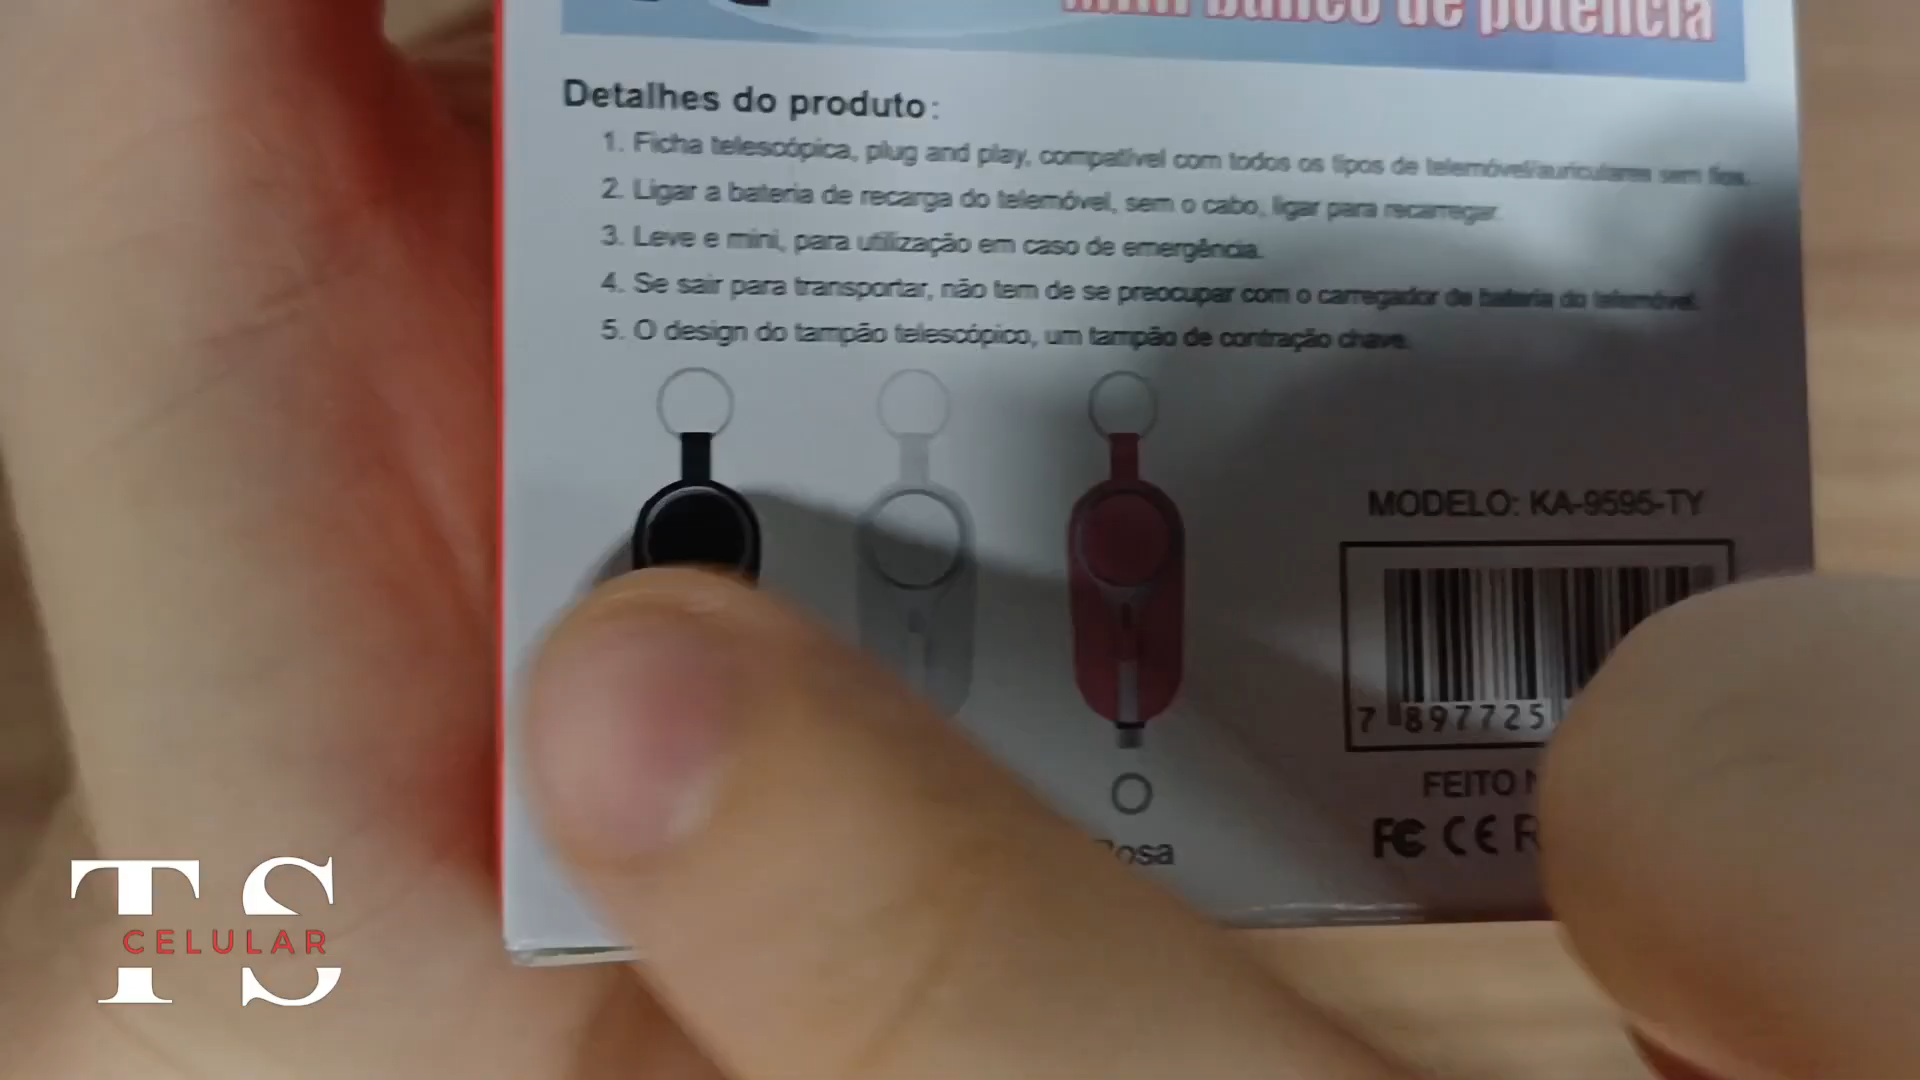 mini banco de potência
Detalhes do produto:
1. Ficha telescópica, plug and play, compatível com todos os tipos de telemóvel/auriculares sem fios.
2. Ligar a bateria de recarga do telemóvel, sem o cabo, ligar para recarregar.
3. Leve e mini, para utilização em caso de emergência.
4. Se sair para transportar, não tem de se preocupar com o carregador de bateria do telemóvel.
5. O design do tampão telescópico, um tampão de contração chave.
MODELO: KA-9595-TY
7 897725
FEITO
osa
FC CE R
TS
CELULAR